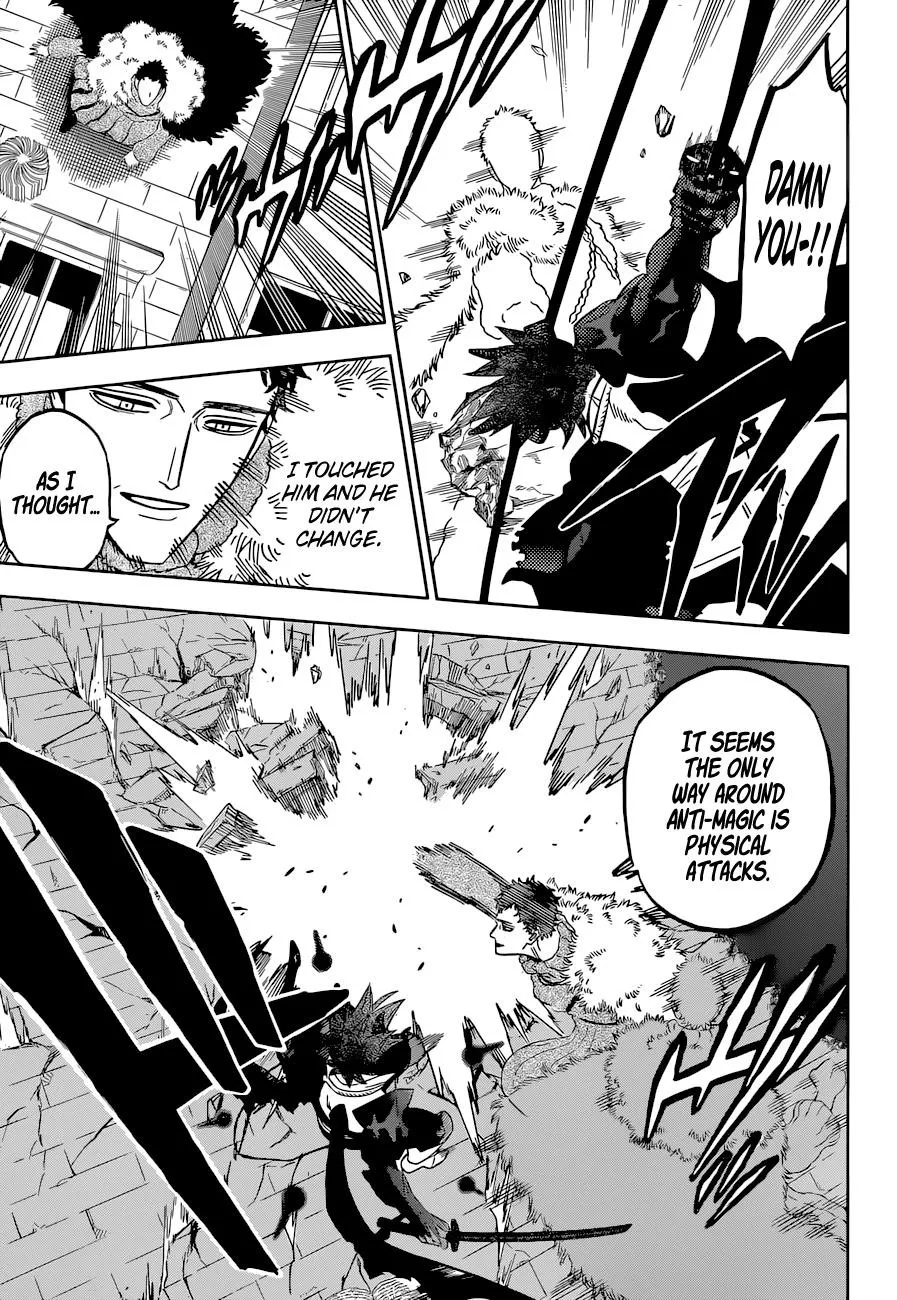 DAMN
YOU-!!
I TOUCHED
HIM AND HE
DIDN'T
CHANGE.
AS I
THOUGHT...
IT SEEMS
THE ONLY
WAY AROUND
ANTI-MAGIC IS
PHYSICAL
ATTACKS.